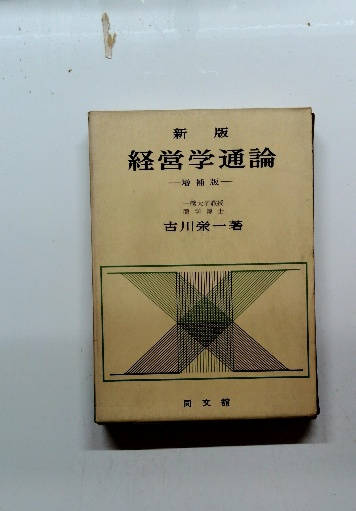 新版
経営学通論
―増補版―
一橋大学教授
商学博士
古川栄一著
同文舘